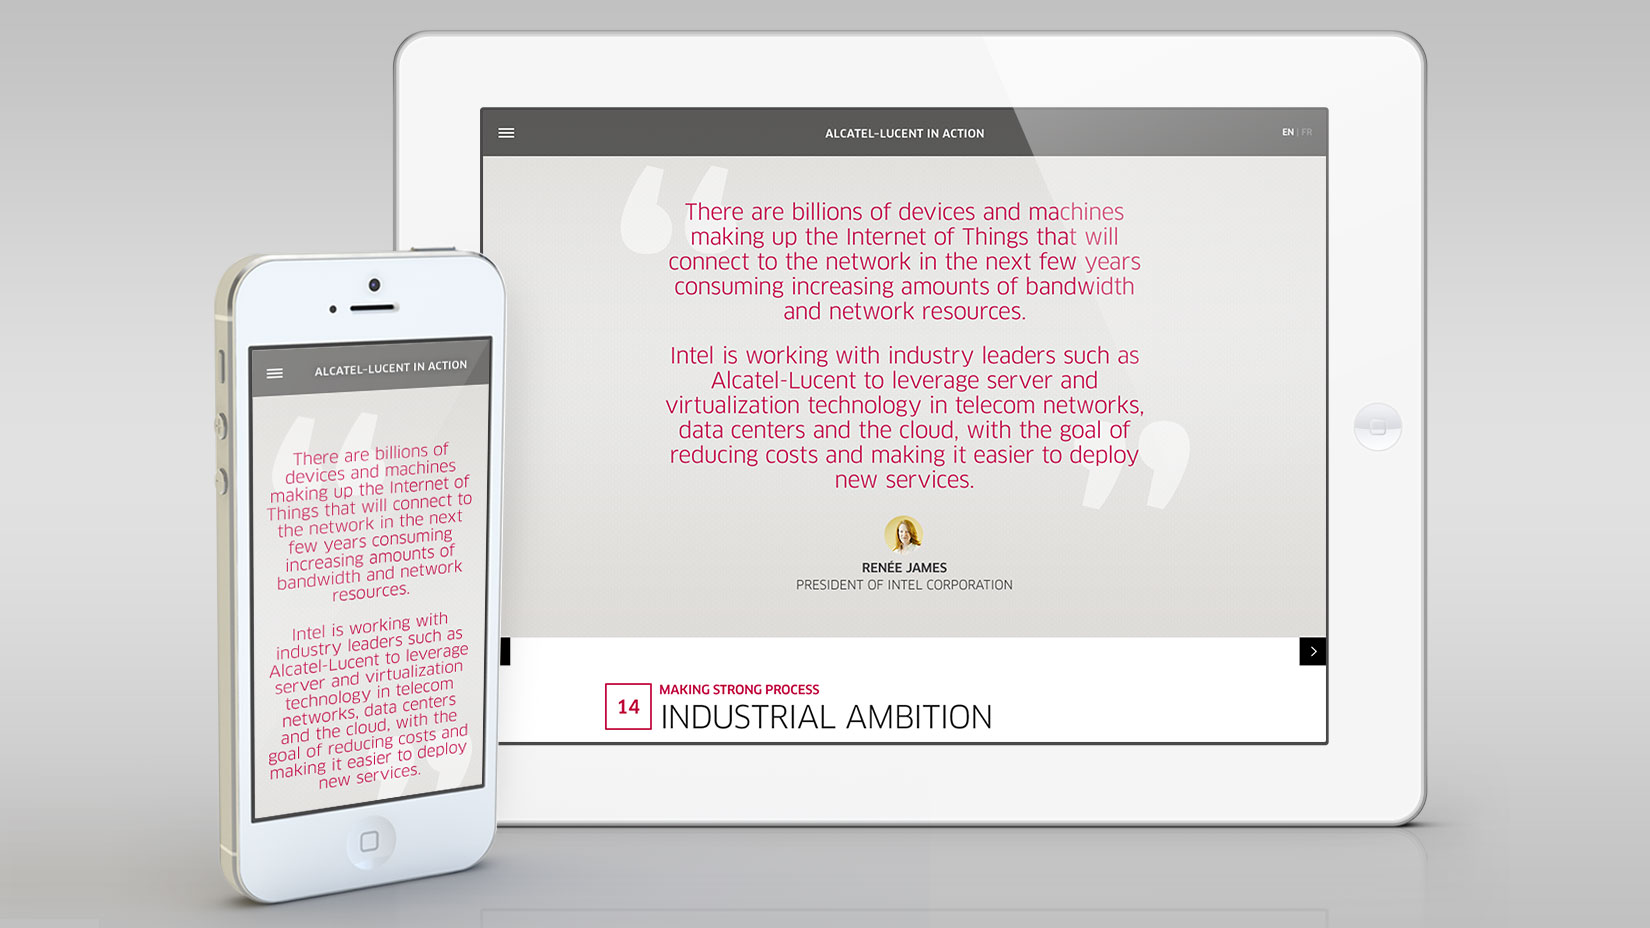 ALCATEL-LUCENT IN ACTION
EN | FR
There are billions of devices and machines
making up the Internet of Things that will
connect to the network in the next few years
consuming increasing amounts of bandwidth
and network resources.
Intel is working with industry leaders such as
Alcatel-Lucent to leverage server and
virtualization technology in telecom networks,
data centers and the cloud, with the goal of
reducing costs and making it easier to deploy
new services.
RENÉE JAMES
PRESIDENT OF INTEL CORPORATION
14
MAKING STRONG PROCESS
INDUSTRIAL AMBITION
ALCATEL-LUCENT IN ACTION
There are billions of
devices and machines
making up the Internet of
Things that will connect to
the network in the next
few years consuming
increasing amounts of
bandwidth and network
resources.
Intel is working with
industry leaders such as
Alcatel-Lucent to leverage
server and virtualization
technology in telecom
networks, data centers
and the cloud, with the
goal of reducing costs and
making it easier to deploy
new services.